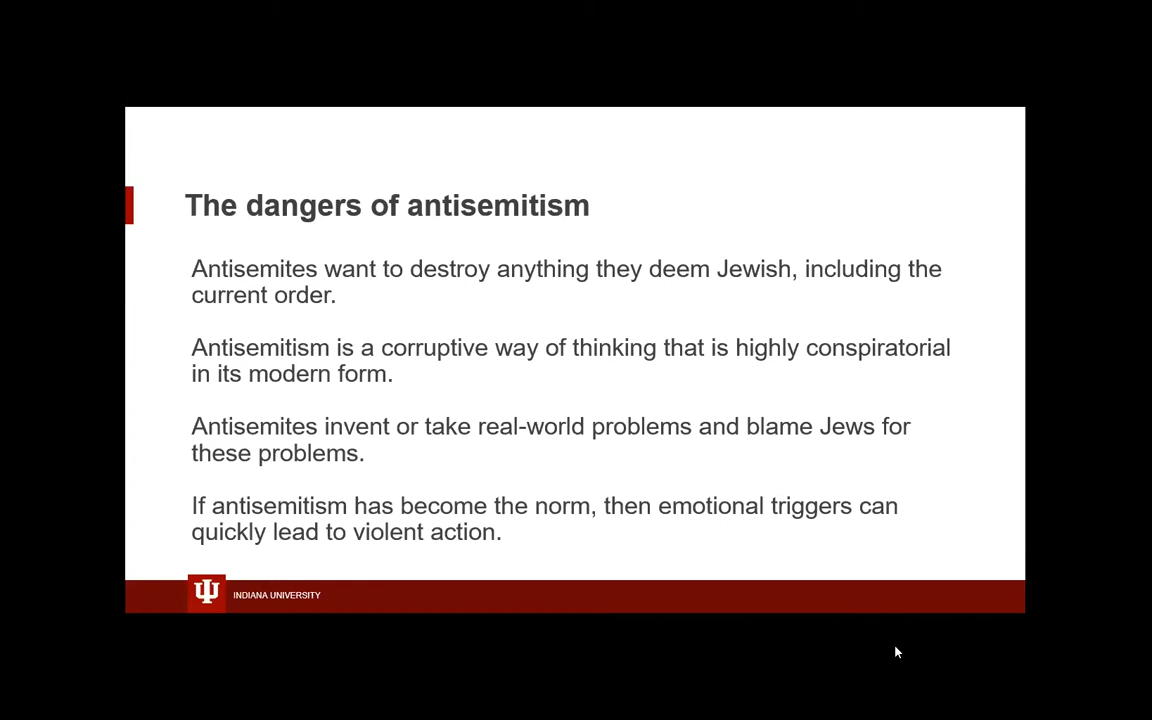 The dangers of antisemitism
Antisemites want to destroy anything they deem Jewish, including the
current order.
Antisemitism is a corruptive way of thinking that is highly conspiratorial
in its modern form.
Antisemites invent or take real-world problems and blame Jews for
these problems.
If antisemitism has become the norm, then emotional triggers can
quickly lead to violent action.
INDIANA UNIVERSITY